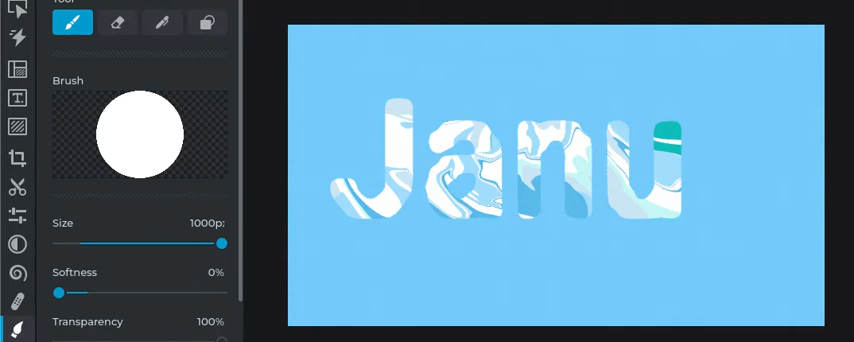 Tool
Brush
Size 1000p:
Softness 0%
Transparency 100%
Janu